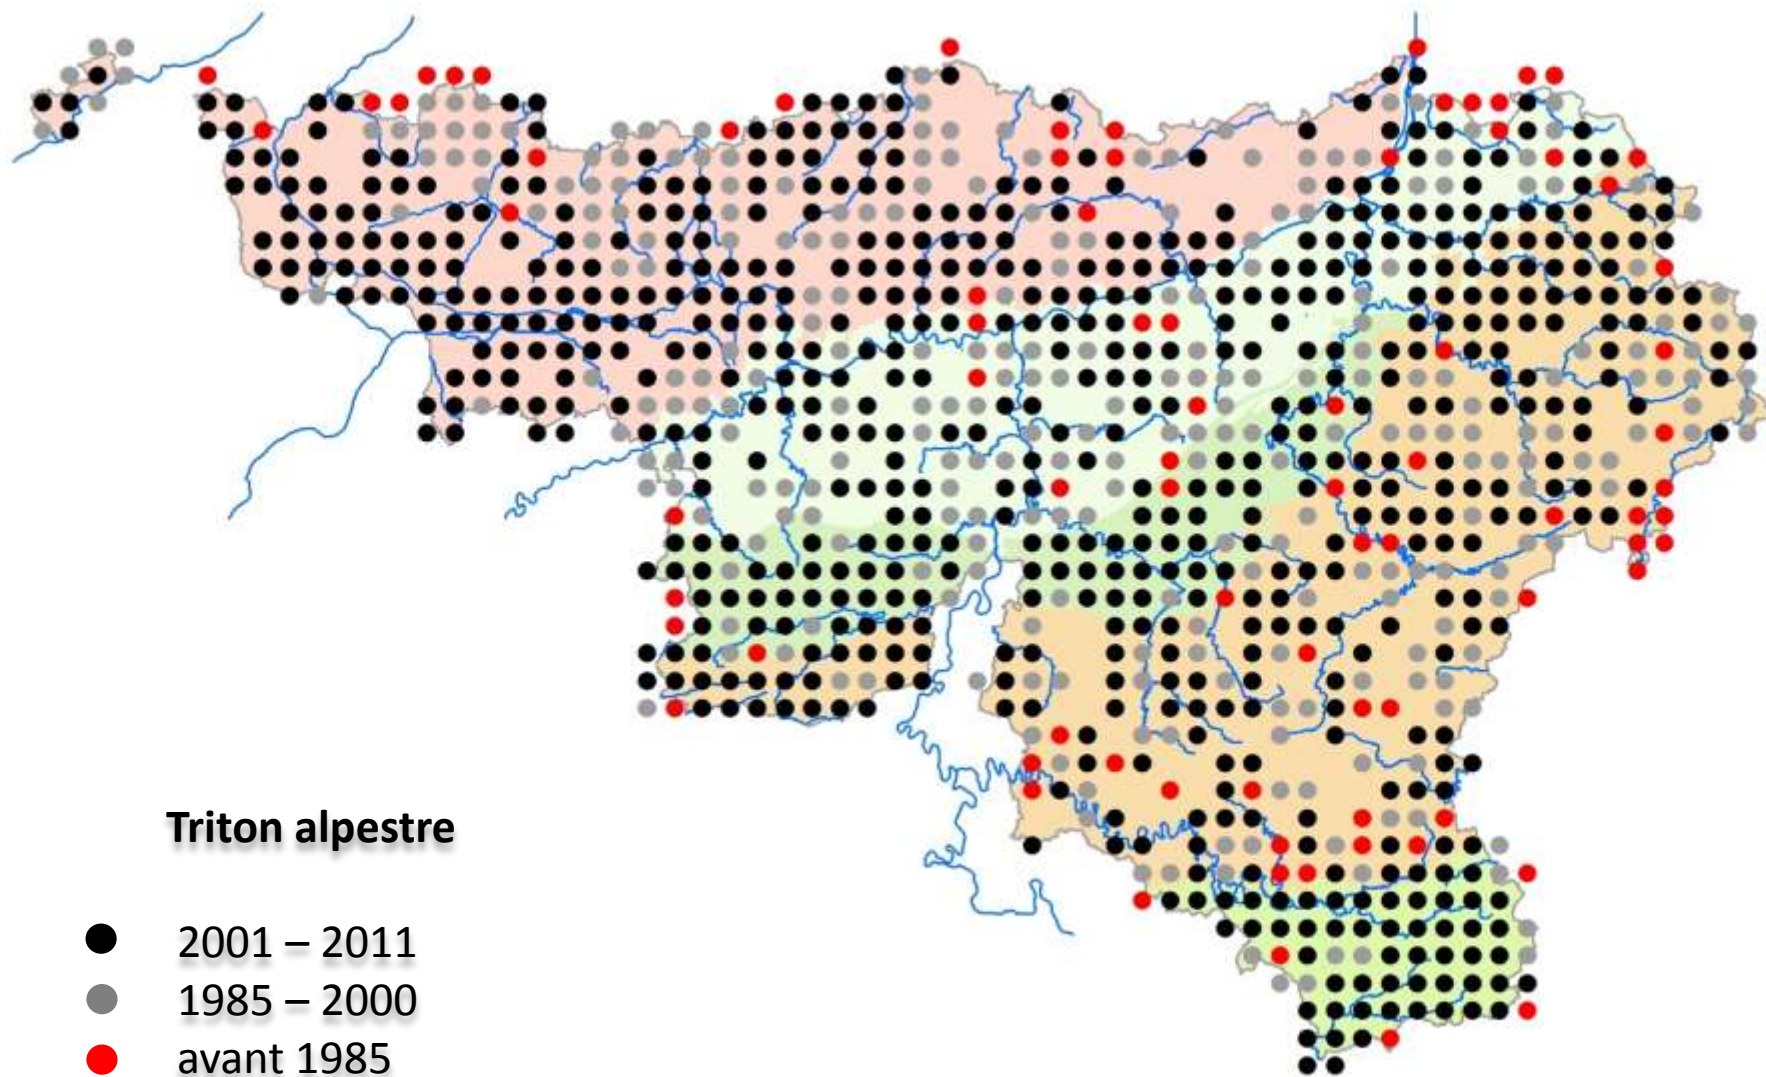 Triton alpestre
2001 – 2011
1985 – 2000
avant 1985